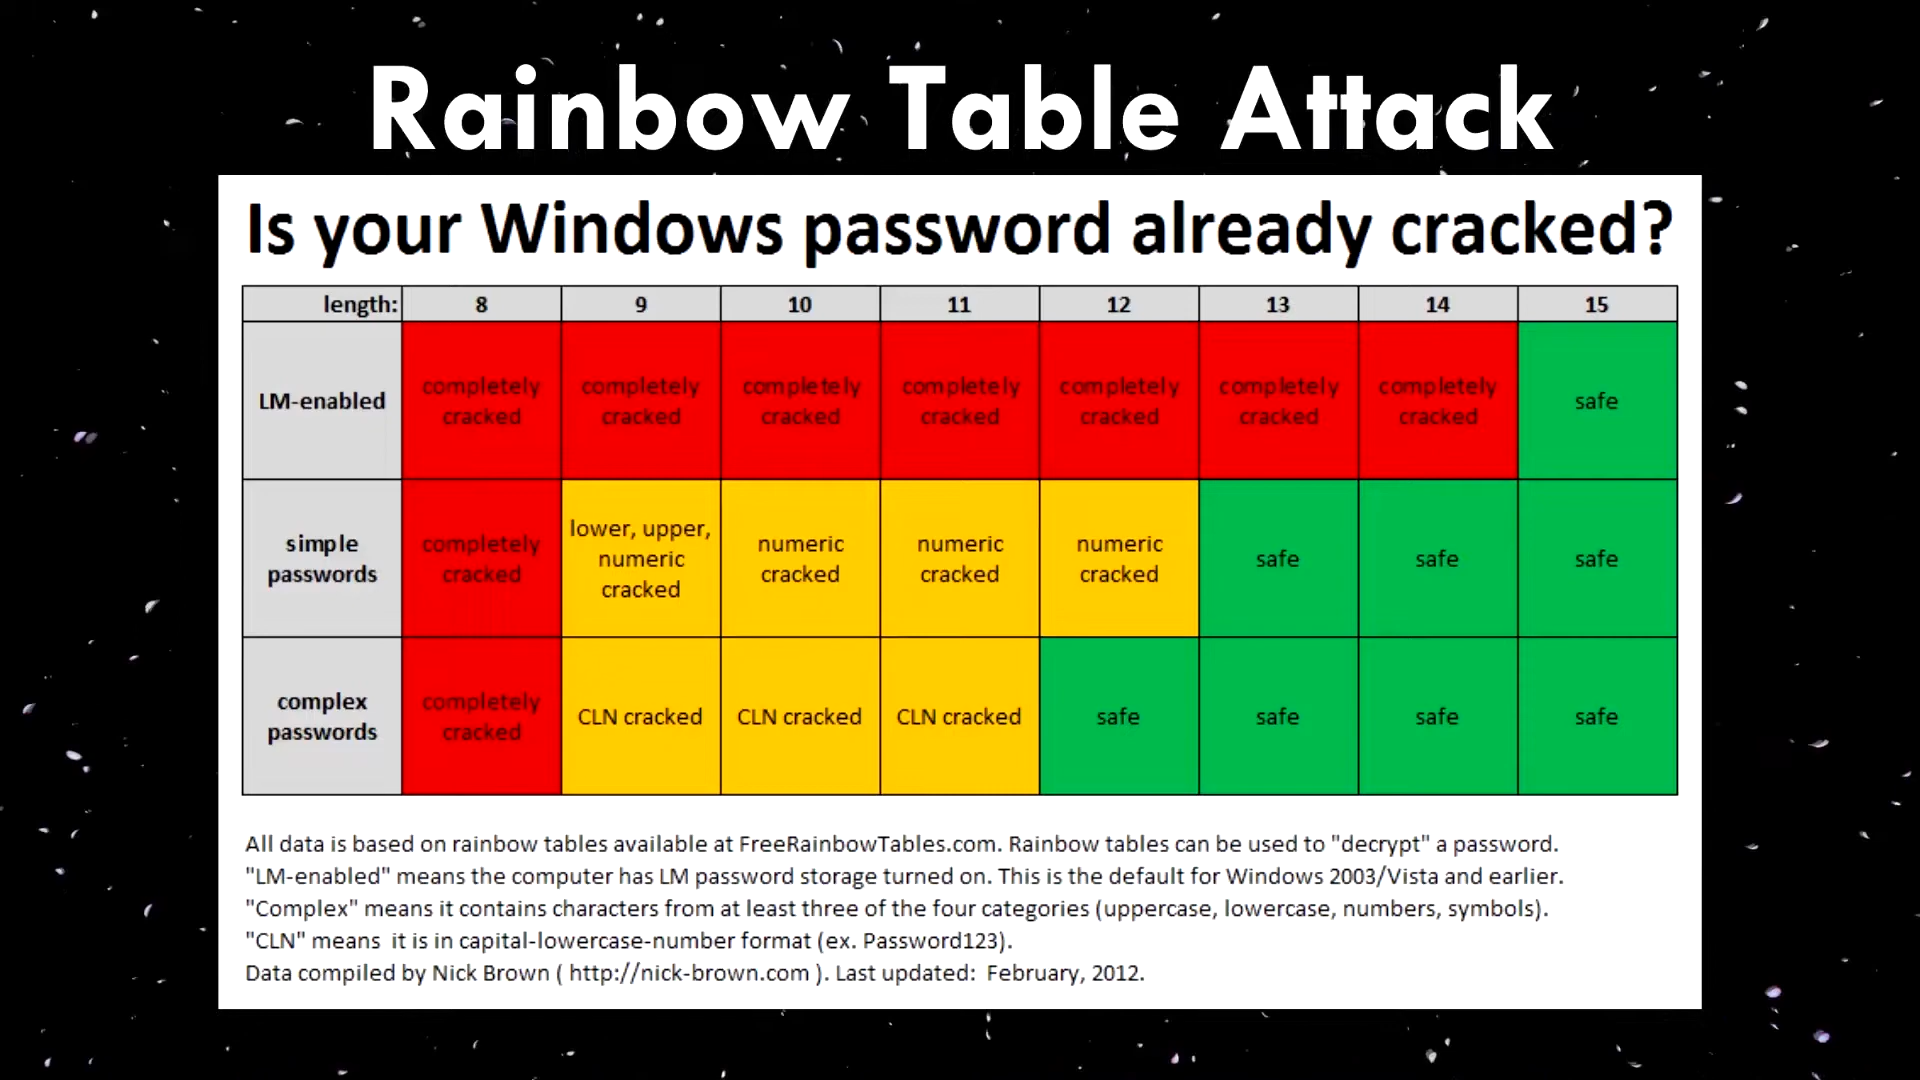 Rainbow Table Attack
Is your Windows password already cracked?
length: 8 9 10 11 12 13 14 15
LM-enabled
completely cracked
completely cracked
completely cracked
completely cracked
completely cracked
completely cracked
completely cracked
safe
simple passwords
completely cracked
lower, upper, numeric cracked
numeric cracked
numeric cracked
numeric cracked
safe
safe
safe
complex passwords
completely cracked
CLN cracked
CLN cracked
CLN cracked
safe
safe
safe
safe
All data is based on rainbow tables available at FreeRainbowTables.com. Rainbow tables can be used to "decrypt" a password.
"LM-enabled" means the computer has LM password storage turned on. This is the default for Windows 2003/Vista and earlier.
"Complex" means it contains characters from at least three of the four categories (uppercase, lowercase, numbers, symbols).
"CLN" means it is in capital-lowercase-number format (ex. Password123).
Data compiled by Nick Brown ( http://nick-brown.com ). Last updated: February, 2012.